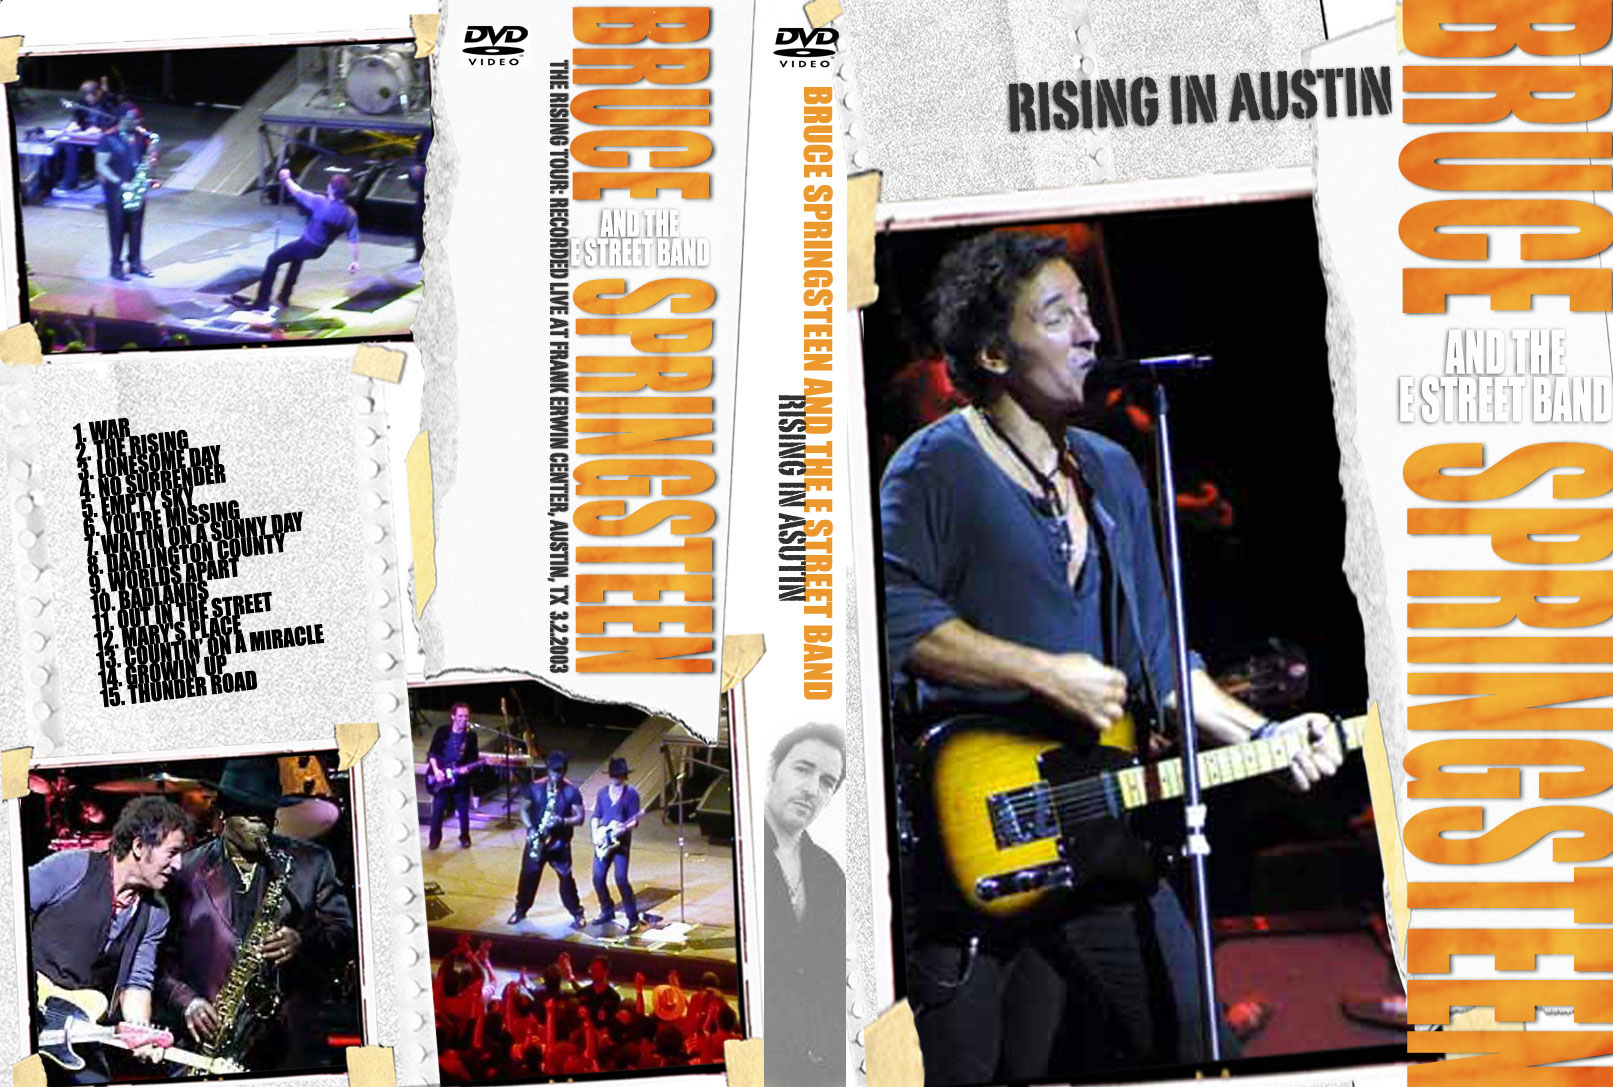 DVD
VIDEO
BRUCE
AND THE
E STREET BAND
SPRINGSTEEN
THE RISING TOUR: RECORDED LIVE AT FRANK ERWIN CENTER, AUSTIN, TX 3.2.2003
1. WAR
2. THE RISING
3. LONESOME DAY
4. NO SURRENDER
5. EMPTY SKY
6. YOU'RE MISSING
7. WAITIN ON A SUNNY DAY
8. DARLINGTON COUNTY
9. WORLDS APART
10. BADLANDS
11. OUT IN THE STREET
12. MARY'S PLACE
13. COUNTIN' ON A MIRACLE
14. GROWIN' UP
15. THUNDER ROAD
DVD
VIDEO
BRUCE SPRINGSTEEN AND THE E STREET BAND
RISING IN ASUTIN
RISING IN AUSTIN
BRUCE
AND THE
E STREET BAND
SPRINGSTEEN